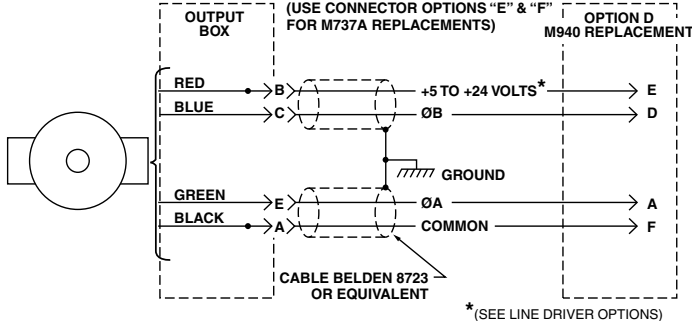 OUTPUT
BOX
(USE CONNECTOR OPTIONS “E” & “F”
FOR M737A REPLACEMENTS)
OPTION D
M940 REPLACEMENT
RED B +5 TO +24 VOLTS* E
BLUE C ØB D
GROUND
GREEN E ØA A
BLACK A COMMON F
CABLE BELDEN 8723
OR EQUIVALENT
*(SEE LINE DRIVER OPTIONS)